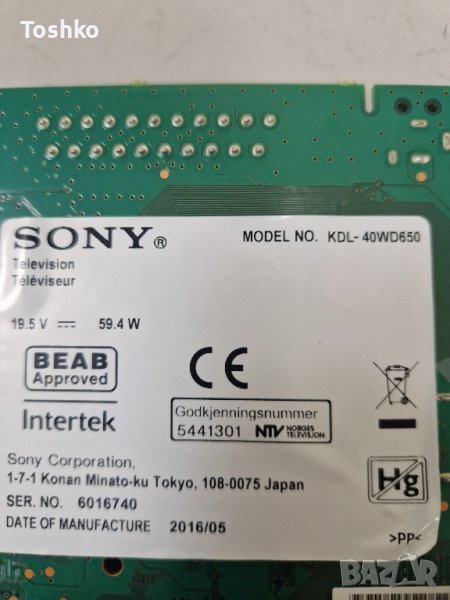 Toshko
SONY®
MODEL NO. KDL- 40WD650
Television
Téléviseur
19.5 V ⎓ 59.4 W
BEAB
Approved
CE
Intertek
Godkjenningsnummer
5441301 NTV NORGES
TELEVISION
Sony Corporation,
1-7-1 Konan Minato-ku Tokyo, 108-0075 Japan
Hg
SER. NO. 6016740
DATE OF MANUFACTURE 2016/05
>PP<
BAZAR